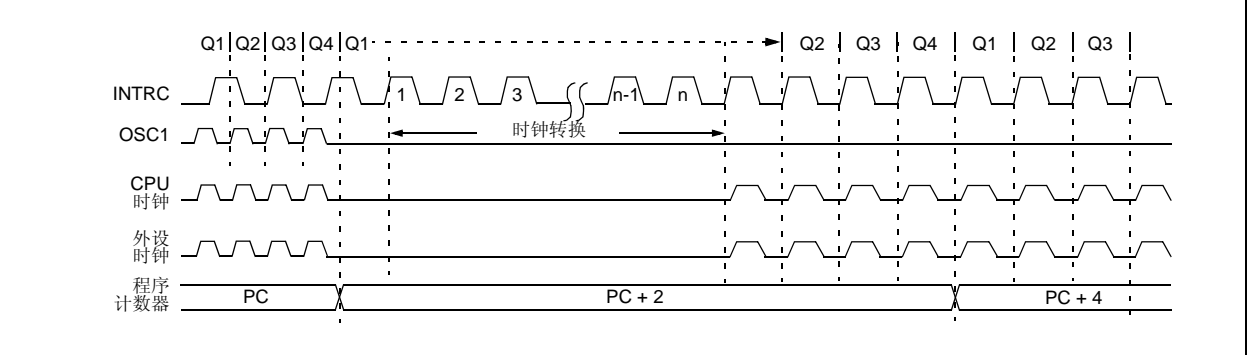 Q1 Q2 Q3 Q4 Q1 Q2 Q3 Q4 Q1 Q2 Q3
INTRC 1 2 3 n-1 n
OSC1 时钟转换
CPU
时钟
外设
时钟
程序
计数器
PC PC + 2 PC + 4